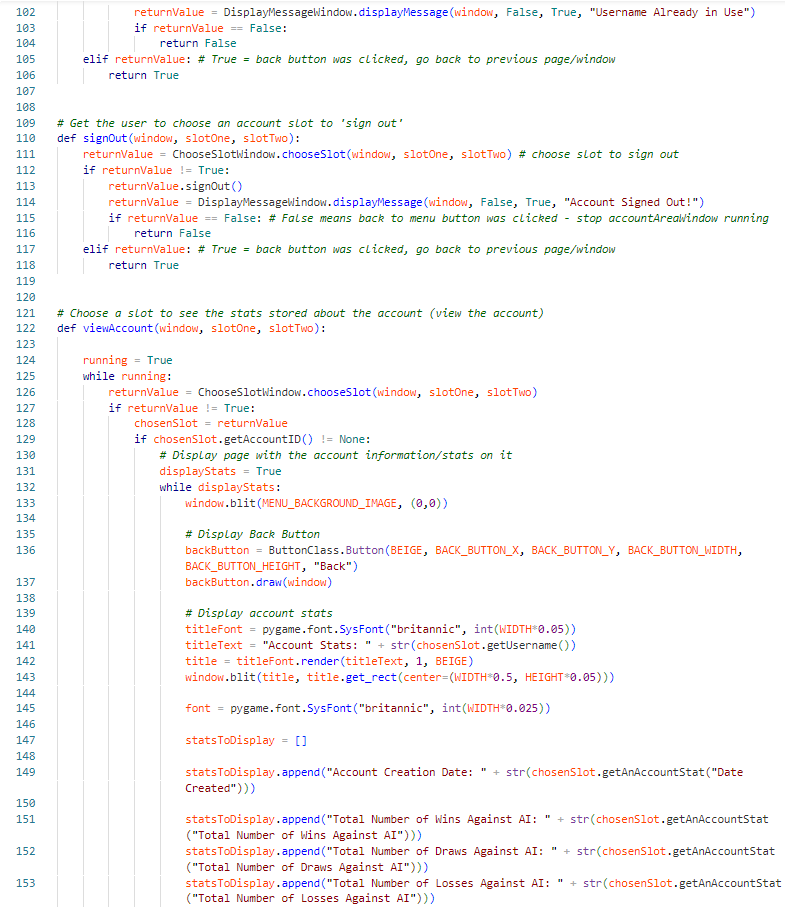 102 returnValue = DisplayMessageWindow.displayMessage(window, False, True, "Username Already in Use")
103 if returnValue == False:
104 return False
105 elif returnValue: # True = back button was clicked, go back to previous page/window
106 return True
107
108
109 # Get the user to choose an account slot to 'sign out'
110 def signOut(window, slotOne, slotTwo):
111 returnValue = ChooseSlotWindow.chooseSlot(window, slotOne, slotTwo) # choose slot to sign out
112 if returnValue != True:
113 returnValue.signOut()
114 returnValue = DisplayMessageWindow.displayMessage(window, False, True, "Account Signed Out!")
115 if returnValue == False: # False means back to menu button was clicked - stop accountAreaWindow running
116 return False
117 elif returnValue: # True = back button was clicked, go back to previous page/window
118 return True
119
120
121 # Choose a slot to see the stats stored about the account (view the account)
122 def viewAccount(window, slotOne, slotTwo):
123
124 running = True
125 while running:
126 returnValue = ChooseSlotWindow.chooseSlot(window, slotOne, slotTwo)
127 if returnValue != True:
128 chosenSlot = returnValue
129 if chosenSlot.getAccountID() != None:
130 # Display page with the account information/stats on it
131 displayStats = True
132 while displayStats:
133 window.blit(MENU_BACKGROUND_IMAGE, (0,0))
134
135 # Display Back Button
136 backButton = ButtonClass.Button(BEIGE, BACK_BUTTON_X, BACK_BUTTON_Y, BACK_BUTTON_WIDTH,
BACK_BUTTON_HEIGHT, "Back")
137 backButton.draw(window)
138
139 # Display account stats
140 titleFont = pygame.font.SysFont("britannic", int(WIDTH*0.05))
141 titleText = "Account Stats: " + str(chosenSlot.getUsername())
142 title = titleFont.render(titleText, 1, BEIGE)
143 window.blit(title, title.get_rect(center=(WIDTH*0.5, HEIGHT*0.05)))
144
145 font = pygame.font.SysFont("britannic", int(WIDTH*0.025))
146
147 statsToDisplay = []
148
149 statsToDisplay.append("Account Creation Date: " + str(chosenSlot.getAnAccountStat("Date
Created")))
150
151 statsToDisplay.append("Total Number of Wins Against AI: " + str(chosenSlot.getAnAccountStat
("Total Number of Wins Against AI")))
152 statsToDisplay.append("Total Number of Draws Against AI: " + str(chosenSlot.getAnAccountStat
("Total Number of Draws Against AI")))
153 statsToDisplay.append("Total Number of Losses Against AI: " + str(chosenSlot.getAnAccountStat
("Total Number of Losses Against AI")))